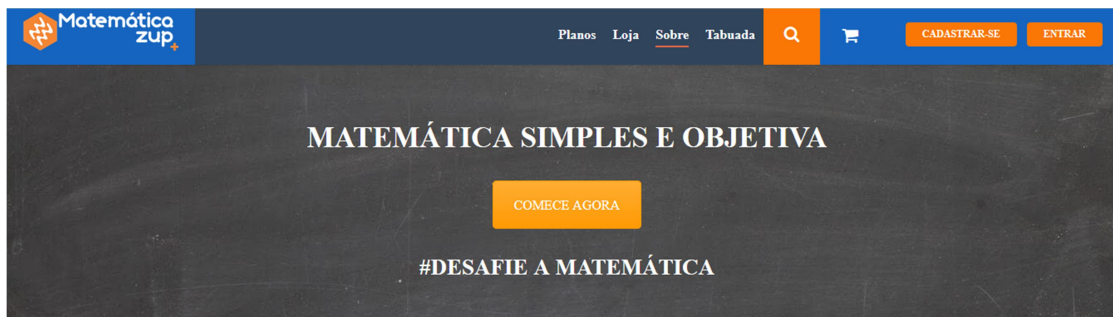 Matemática
zup+
Planos Loja Sobre Tabuada
CADASTRAR-SE
ENTRAR
MATEMÁTICA SIMPLES E OBJETIVA
COMECE AGORA
#DESAFIE A MATEMÁTICA